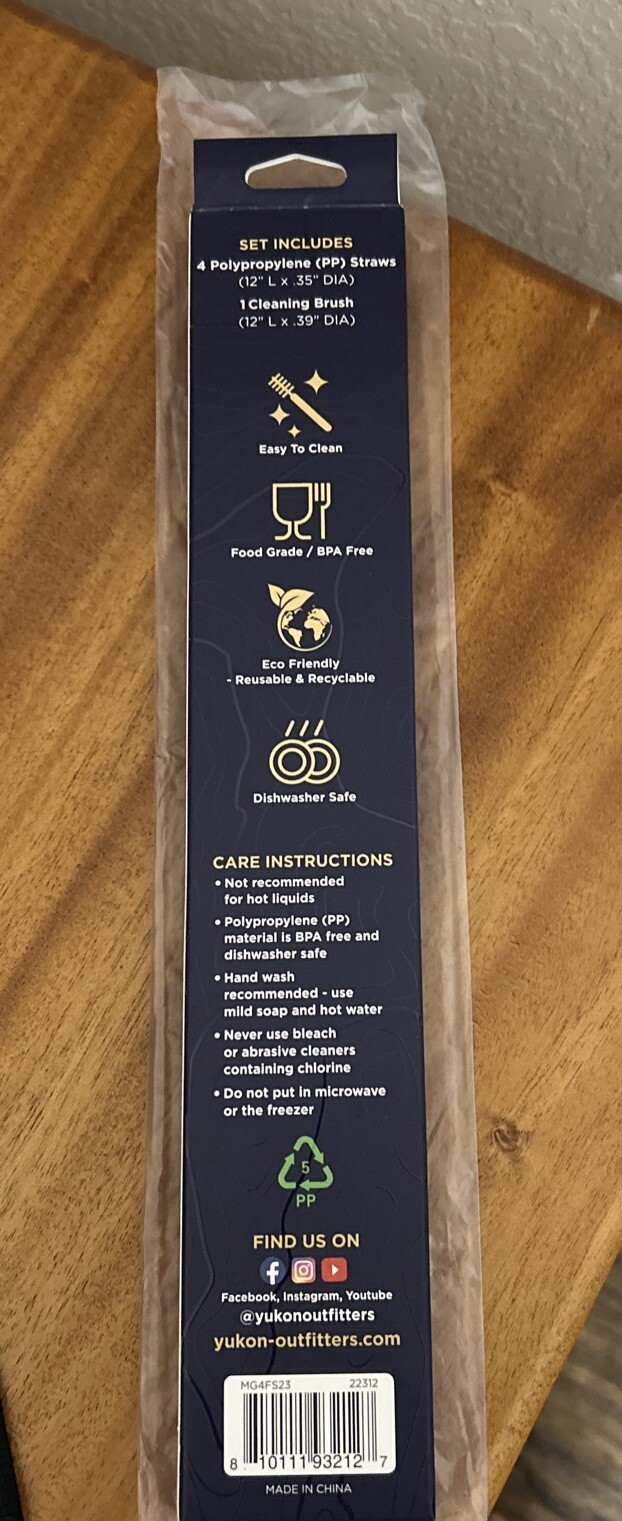 SET INCLUDES
4 Polypropylene (PP) Straws
(12" L x .35" DIA)
1 Cleaning Brush
(12" L x .39" DIA)
Easy To Clean
Food Grade / BPA Free
Eco Friendly
- Reusable & Recyclable
Dishwasher Safe
CARE INSTRUCTIONS
• Not recommended
for hot liquids
• Polypropylene (PP)
material is BPA free and
dishwasher safe
• Hand wash
recommended - use
mild soap and hot water
• Never use bleach
or abrasive cleaners
containing chlorine
• Do not put in microwave
or the freezer
5
PP
FIND US ON
Facebook, Instagram, Youtube
@yukonoutfitters
yukon-outfitters.com
MG4FS23 22312
8 10111 93212 7
MADE IN CHINA